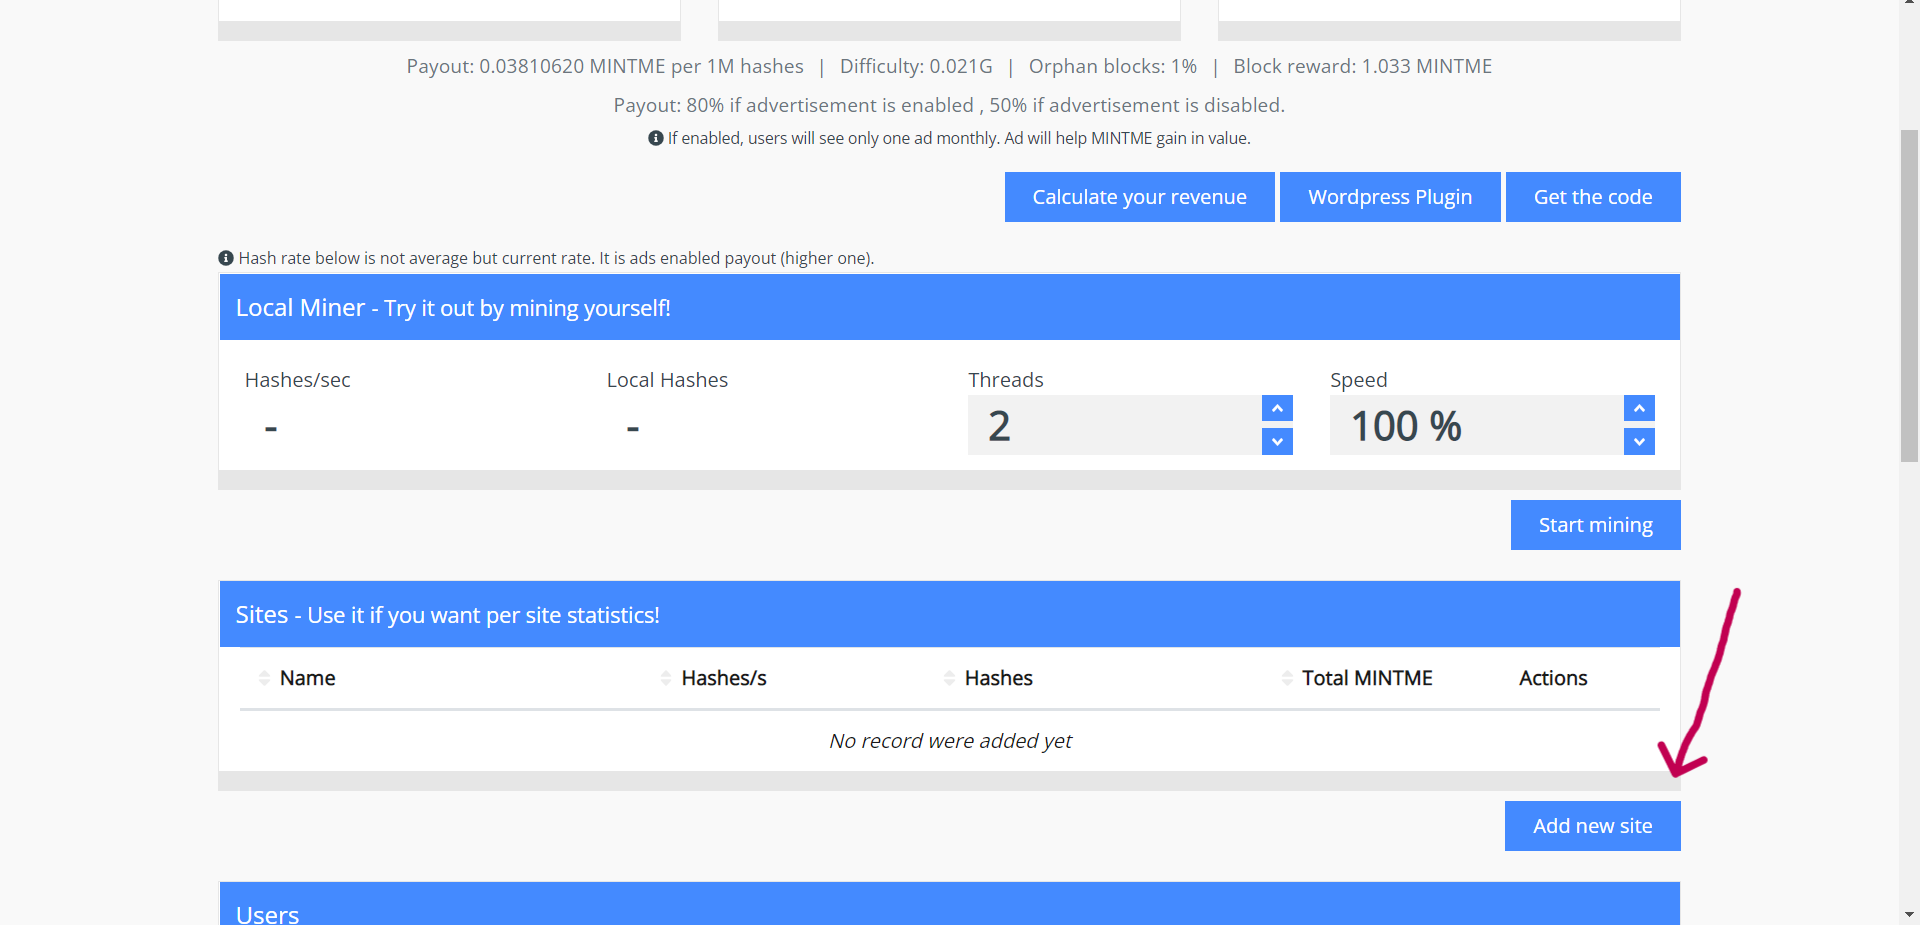 Payout: 0.03810620 MINTME per 1M hashes | Difficulty: 0.021G | Orphan blocks: 1% | Block reward: 1.033 MINTME
Payout: 80% if advertisement is enabled , 50% if advertisement is disabled.
If enabled, users will see only one ad monthly. Ad will help MINTME gain in value.
Calculate your revenue Wordpress Plugin Get the code
Hash rate below is not average but current rate. It is ads enabled payout (higher one).
Local Miner - Try it out by mining yourself!
Hashes/sec Local Hashes Threads Speed
- - 2 100 %
Start mining
Sites - Use it if you want per site statistics!
Name Hashes/s Hashes Total MINTME Actions
No record were added yet
Add new site
Users